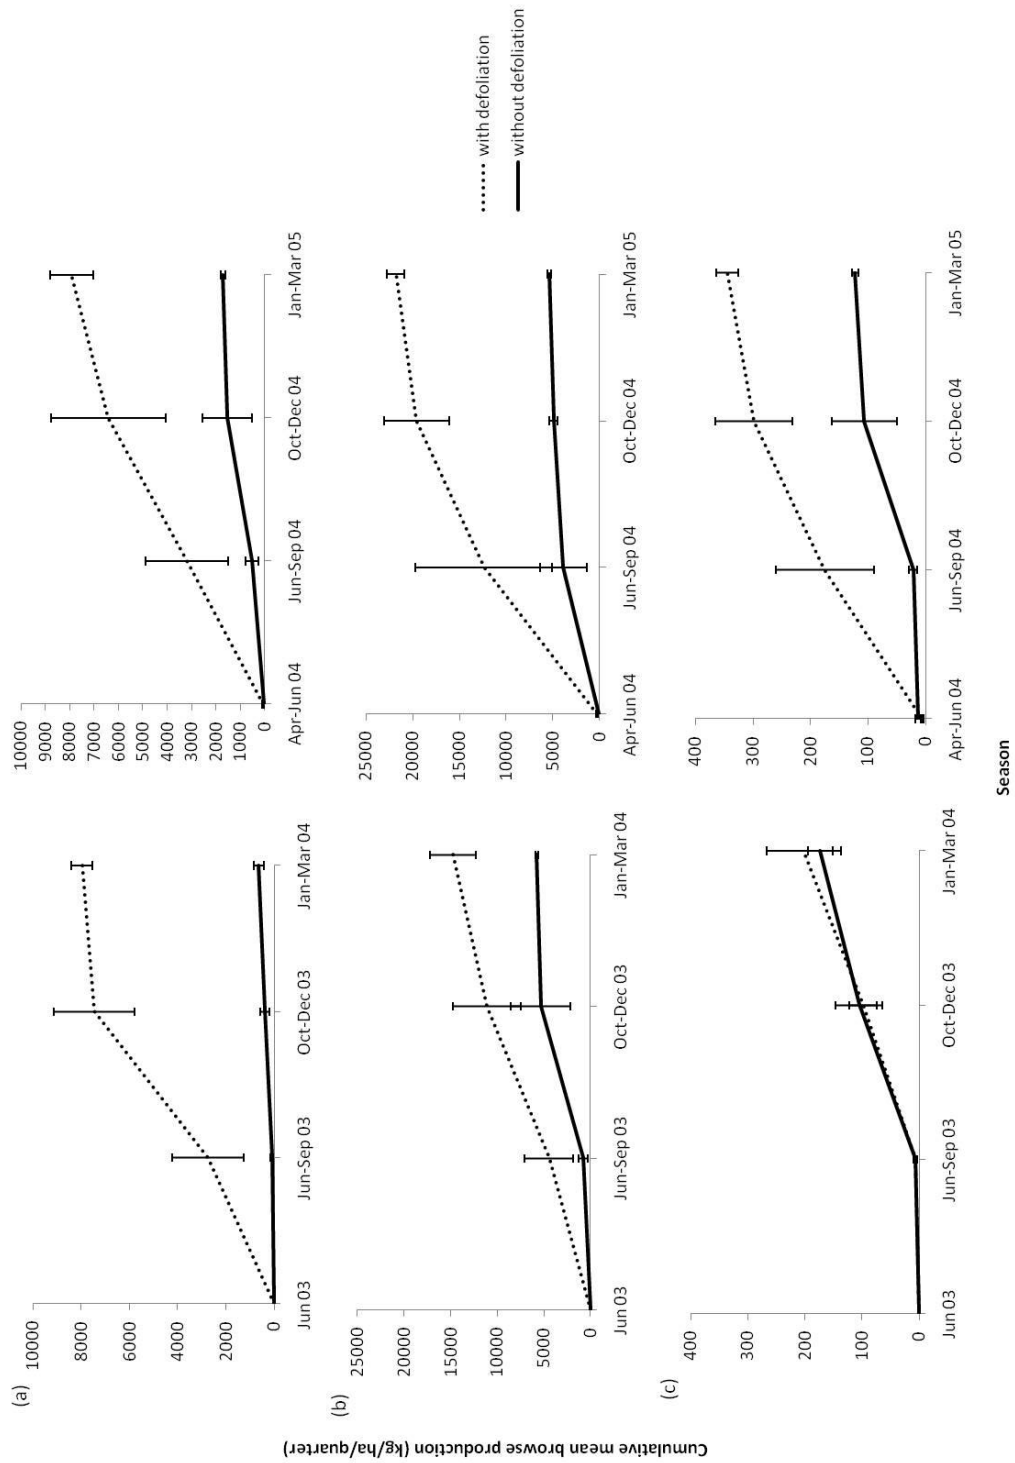 (a)
10000
8000
6000
4000
2000
0
Jun 03
Jun-Sep 03
Oct-Dec 03
Jan-Mar 04
10000
9000
8000
7000
6000
5000
4000
3000
2000
1000
0
Apr-Jun 04
Jun-Sep 04
Oct-Dec 04
Jan-Mar 05
(b)
25000
20000
15000
10000
5000
0
Jun 03
Jun-Sep 03
Oct-Dec 03
Jan-Mar 04
25000
20000
15000
10000
5000
0
Apr-Jun 04
Jun-Sep 04
Oct-Dec 04
Jan-Mar 05
with defoliation
without defoliation
(c)
400
300
200
100
0
Jun 03
Jun-Sep 03
Oct-Dec 03
Jan-Mar 04
400
300
200
100
0
Apr-Jun 04
Jun-Sep 04
Oct-Dec 04
Jan-Mar 05
Cumulative mean browse production (kg/ha/quarter)
Season